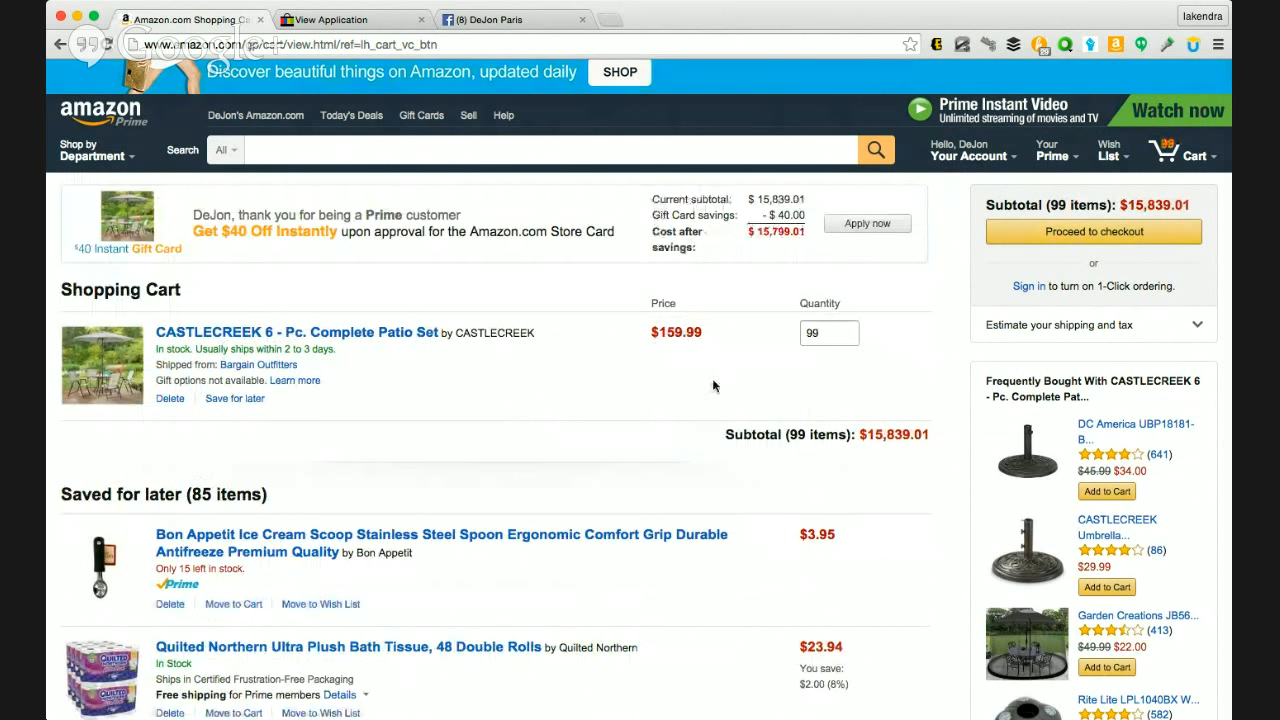 Amazon.com Shopping Ca
View Application
(8) DeJon Paris
lakendra
Google+
www.amazon.com/gp/cart/view.html/ref=lh_cart_vc_btn
Discover beautiful things on Amazon, updated daily
SHOP
amazon
Prime
DeJon's Amazon.com
Today's Deals
Gift Cards
Sell
Help
Prime Instant Video
Unlimited streaming of movies and TV
Watch now
Shop by
Department
Search
All
Hello, DeJon
Your Account
Your
Prime
Wish
List
99
Cart
DeJon, thank you for being a Prime customer
Get $40 Off Instantly upon approval for the Amazon.com Store Card
$40 Instant Gift Card
Current subtotal: $ 15,839.01
Gift Card savings: - $ 40.00
Cost after $ 15,799.01
savings:
Apply now
Subtotal (99 items): $15,839.01
Proceed to checkout
or
Sign in to turn on 1-Click ordering.
Estimate your shipping and tax
Shopping Cart
Price
Quantity
CASTLECREEK 6 - Pc. Complete Patio Set by CASTLECREEK
$159.99
99
In stock. Usually ships within 2 to 3 days.
Shipped from: Bargain Outfitters
Gift options not available. Learn more
Delete
Save for later
Subtotal (99 items): $15,839.01
Saved for later (85 items)
Bon Appetit Ice Cream Scoop Stainless Steel Spoon Ergonomic Comfort Grip Durable
Antifreeze Premium Quality by Bon Appetit
$3.95
Only 15 left in stock.
Prime
Delete
Move to Cart
Move to Wish List
Quilted Northern Ultra Plush Bath Tissue, 48 Double Rolls by Quilted Northern
$23.94
In Stock
You save:
$2.00 (8%)
Ships in Certified Frustration-Free Packaging
Free shipping for Prime members Details
Delete
Move to Cart
Move to Wish List
Frequently Bought With CASTLECREEK 6
- Pc. Complete Pat...
DC America UBP18181-
B...
(641)
$45.99 $34.00
Add to Cart
CASTLECREEK
Umbrella...
(86)
$29.99
Add to Cart
Garden Creations JB56...
(413)
$49.99 $22.00
Add to Cart
Rite Lite LPL1040BX W...
(582)